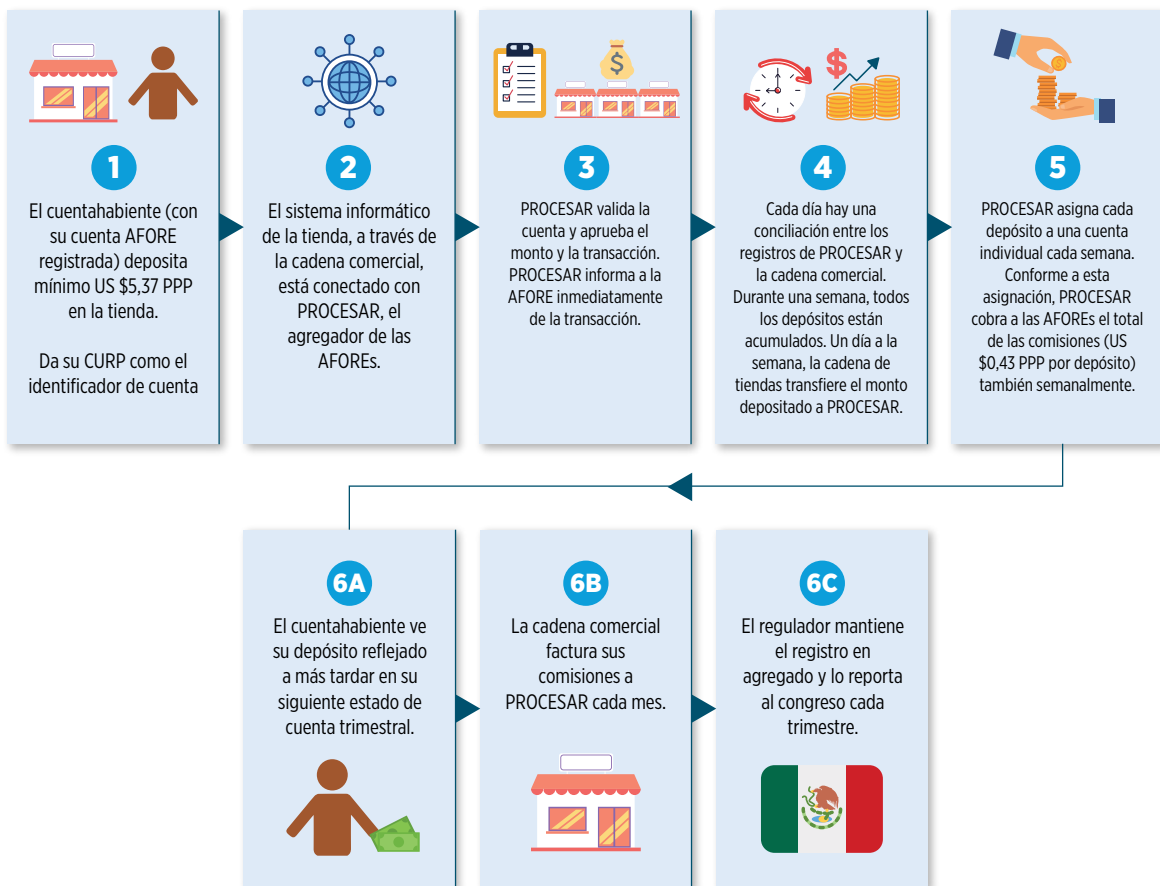 1
El cuentahabiente (con
su cuenta AFORE
registrada) deposita
mínimo US $5,37 PPP
en la tienda.
Da su CURP como el
identificador de cuenta
2
El sistema informático
de la tienda, a través de
la cadena comercial,
está conectado con
PROCESAR, el
agregador de las
AFOREs.
$
3
PROCESAR valida la
cuenta y aprueba el
monto y la transacción.
PROCESAR informa a la
AFORE inmediatamente
de la transacción.
$
4
Cada día hay una
conciliación entre los
registros de PROCESAR y
la cadena comercial.
Durante una semana, todos
los depósitos están
acumulados. Un día a la
semana, la cadena de
tiendas transfiere el monto
depositado a PROCESAR.
5
PROCESAR asigna cada
depósito a una cuenta
individual cada semana.
Conforme a esta
asignación, PROCESAR
cobra a las AFOREs el total
de las comisiones (US
$0,43 PPP por depósito)
también semanalmente.
6A
El cuentahabiente ve
su depósito reflejado
a más tardar en su
siguiente estado de
cuenta trimestral.
6B
La cadena comercial
factura sus
comisiones a
PROCESAR cada mes.
6C
El regulador mantiene
el registro en
agregado y lo reporta
al congreso cada
trimestre.